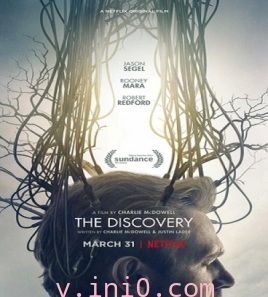 A NETFLIX ORIGINAL FILM
JASON
SEGEL
ROONEY
MARA
ROBERT
REDFORD
sundance
A FILM BY CHARLIE McDOWELL
THE DISCOVERY
WRITTEN BY CHARLIE McDOWELL & JUSTIN LADER
MARCH 31 | NETFLIX
v.ini0.com